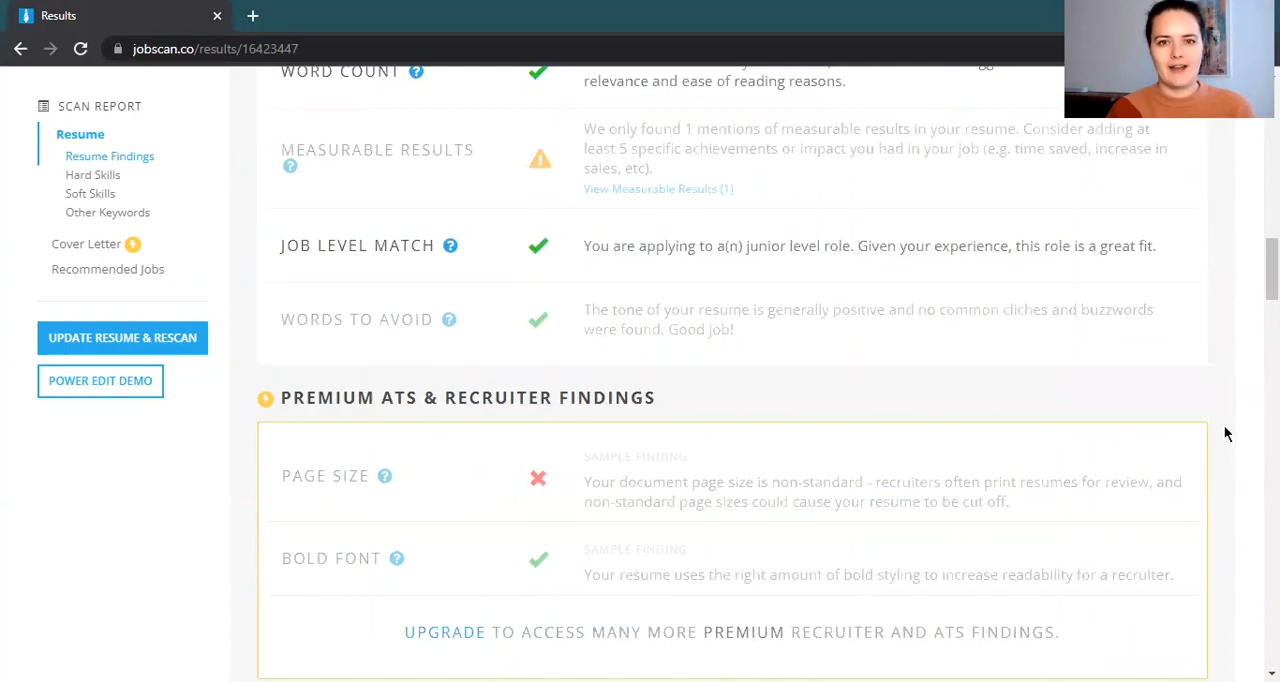 Results
jobscan.co/results/16423447
SCAN REPORT
Resume
Resume Findings
Hard Skills
Soft Skills
Other Keywords
Cover Letter
Recommended Jobs
UPDATE RESUME & RESCAN
POWER EDIT DEMO
WORD COUNT
relevance and ease of reading reasons.
MEASURABLE RESULTS
We only found 1 mentions of measurable results in your resume. Consider adding at
least 5 specific achievements or impact you had in your job (e.g. time saved, increase in
sales, etc).
View Measurable Results (1)
JOB LEVEL MATCH
You are applying to a(n) junior level role. Given your experience, this role is a great fit.
WORDS TO AVOID
The tone of your resume is generally positive and no common cliches and buzzwords
were found. Good job!
PREMIUM ATS & RECRUITER FINDINGS
PAGE SIZE
SAMPLE FINDING
Your document page size is non-standard - recruiters often print resumes for review, and
non-standard page sizes could cause your resume to be cut off.
BOLD FONT
SAMPLE FINDING
Your resume uses the right amount of bold styling to increase readability for a recruiter.
UPGRADE TO ACCESS MANY MORE PREMIUM RECRUITER AND ATS FINDINGS.